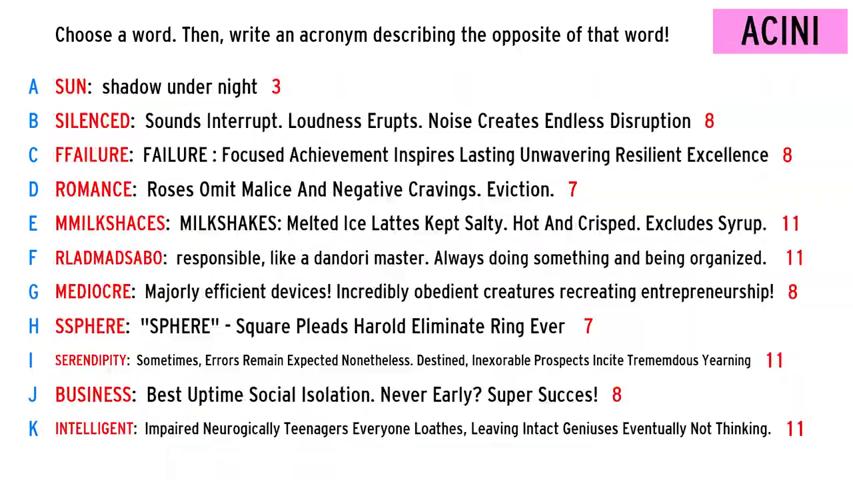 Choose a word. Then, write an acronym describing the opposite of that word!
ACINI
A SUN: shadow under night 3
B SILENCED: Sounds Interrupt. Loudness Erupts. Noise Creates Endless Disruption 8
C FFAILURE: FAILURE : Focused Achievement Inspires Lasting Unwavering Resilient Excellence 8
D ROMANCE: Roses Omit Malice And Negative Cravings. Eviction. 7
E MMILKSHACES: MILKSHAKES: Melted Ice Lattes Kept Salty. Hot And Crisped. Excludes Syrup. 11
F RLADMADSABO: responsible, like a dandori master. Always doing something and being organized. 11
G MEDIOCRE: Majorly efficient devices! Incredibly obedient creatures recreating entrepreneurship! 8
H SSPHERE: "SPHERE" - Square Pleads Harold Eliminate Ring Ever 7
I SERENDIPITY: Sometimes, Errors Remain Expected Nonetheless. Destined, Inexorable Prospects Incite Trememdous Yearning 11
J BUSINESS: Best Uptime Social Isolation. Never Early? Super Succes! 8
K INTELLIGENT: Impaired Neurogically Teenagers Everyone Loathes, Leaving Intact Geniuses Eventually Not Thinking. 11